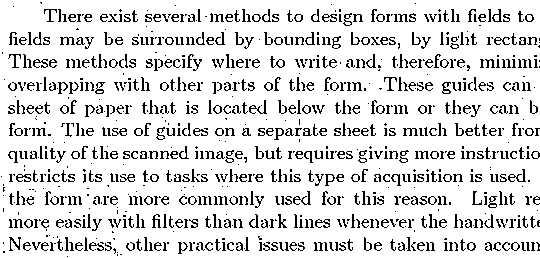 There exist several methods to design forms with fields to
fields may be surrounded by bounding boxes, by light rectan
These methods specify where to write and, therefore, minimi
overlapping with other parts of the form. These guides can
sheet of paper that is located below the form or they can b
form. The use of guides on a separate sheet is much better from
quality of the scanned image, but requires giving more instructio
restricts its use to tasks where this type of acquisition is used.
the form are more commonly used for this reason. Light re
more easily with filters than dark lines whenever the handwritte
Nevertheless, other practical issues must be taken into accoun